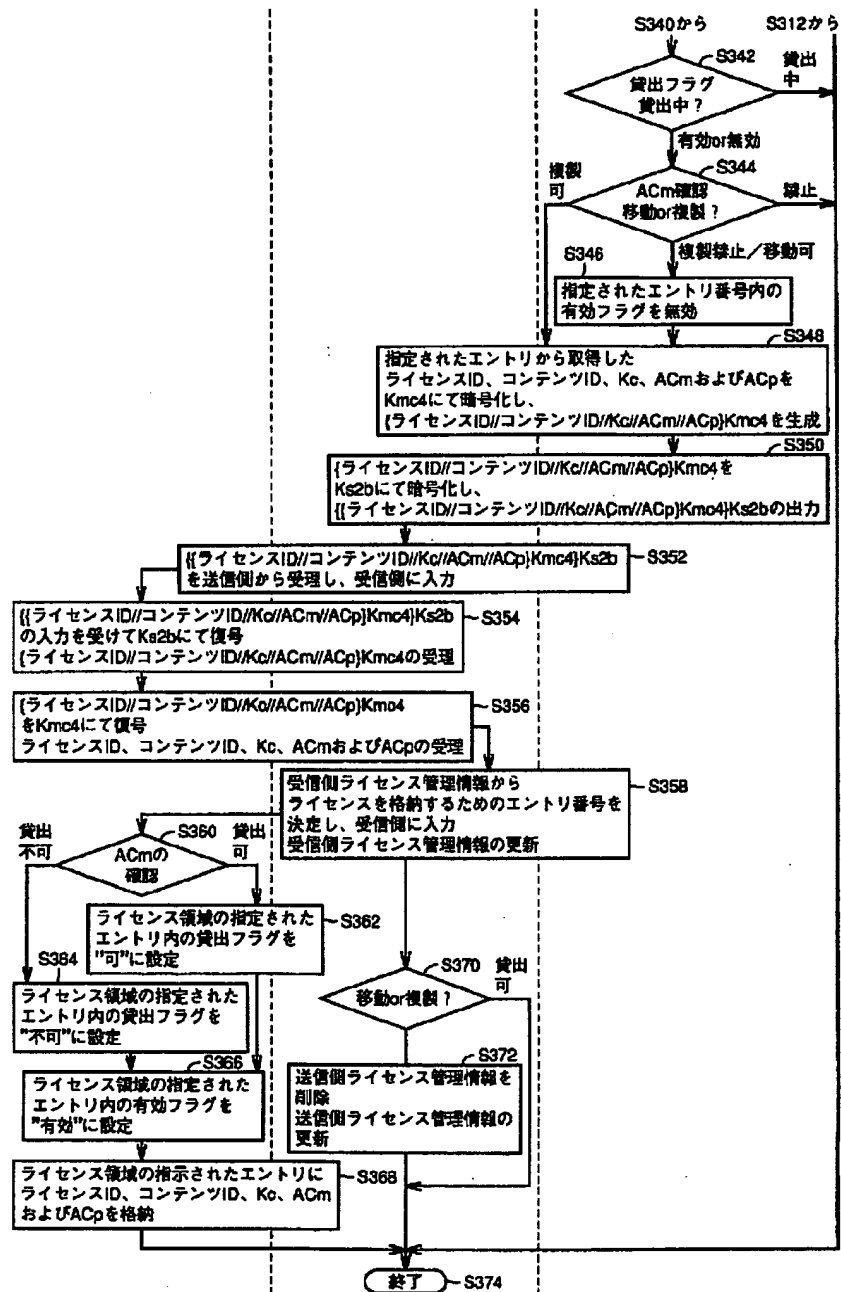 S340から
S312から
S342
貸出フラグ
貸出中?
貸出
中
有効or無効
S344
ACm確認
移動or複製?
複製
可
禁止
複製禁止/移動可
S346
指定されたエントリ番号内の
有効フラグを無効
S348
指定されたエントリから取得した
ライセンスID、コンテンツID、Kc、ACmおよびACpを
Kmc4にて暗号化し、
{ライセンスID//コンテンツID//Kc//ACm//ACp}Kmc4を生成
S350
{ライセンスID//コンテンツID//Kc//ACm//ACp}Kmc4を
Ks2bにて暗号化し、
{{ライセンスID//コンテンツID//Kc//ACm//ACp}Kmc4}Ks2bの出力
{{ライセンスID//コンテンツID//Kc//ACm//ACp}Kmc4}Ks2b
を送信側から受理し、受信側に入力
S352
{{ライセンスID//コンテンツID//Kc//ACm//ACp}Kmc4}Ks2b
の入力を受けてKs2bにて復号
{ライセンスID//コンテンツID//Kc//ACm//ACp}Kmc4の受理
S354
{ライセンスID//コンテンツID//Kc//ACm//ACp}Kmc4
をKmc4にて復号
ライセンスID、コンテンツID、Kc、ACmおよびACpの受理
S356
受信側ライセンス管理情報から
ライセンスを格納するためのエントリ番号を
決定し、受信側に入力
受信側ライセンス管理情報の更新
S358
貸出
不可
S360
貸出
可
ACmの
確認
ライセンス領域の指定された
エントリ内の貸出フラグを
"可"に設定
S362
S364
ライセンス領域の指定された
エントリ内の貸出フラグを
"不可"に設定
S366
ライセンス領域の指定された
エントリ内の有効フラグを
"有効"に設定
ライセンス領域の指示されたエントリに
ライセンスID、コンテンツID、Kc、ACm
およびACpを格納
S368
S370
貸出
可
移動or複製?
S372
送信側ライセンス管理情報を
削除
送信側ライセンス管理情報の
更新
終了
S374